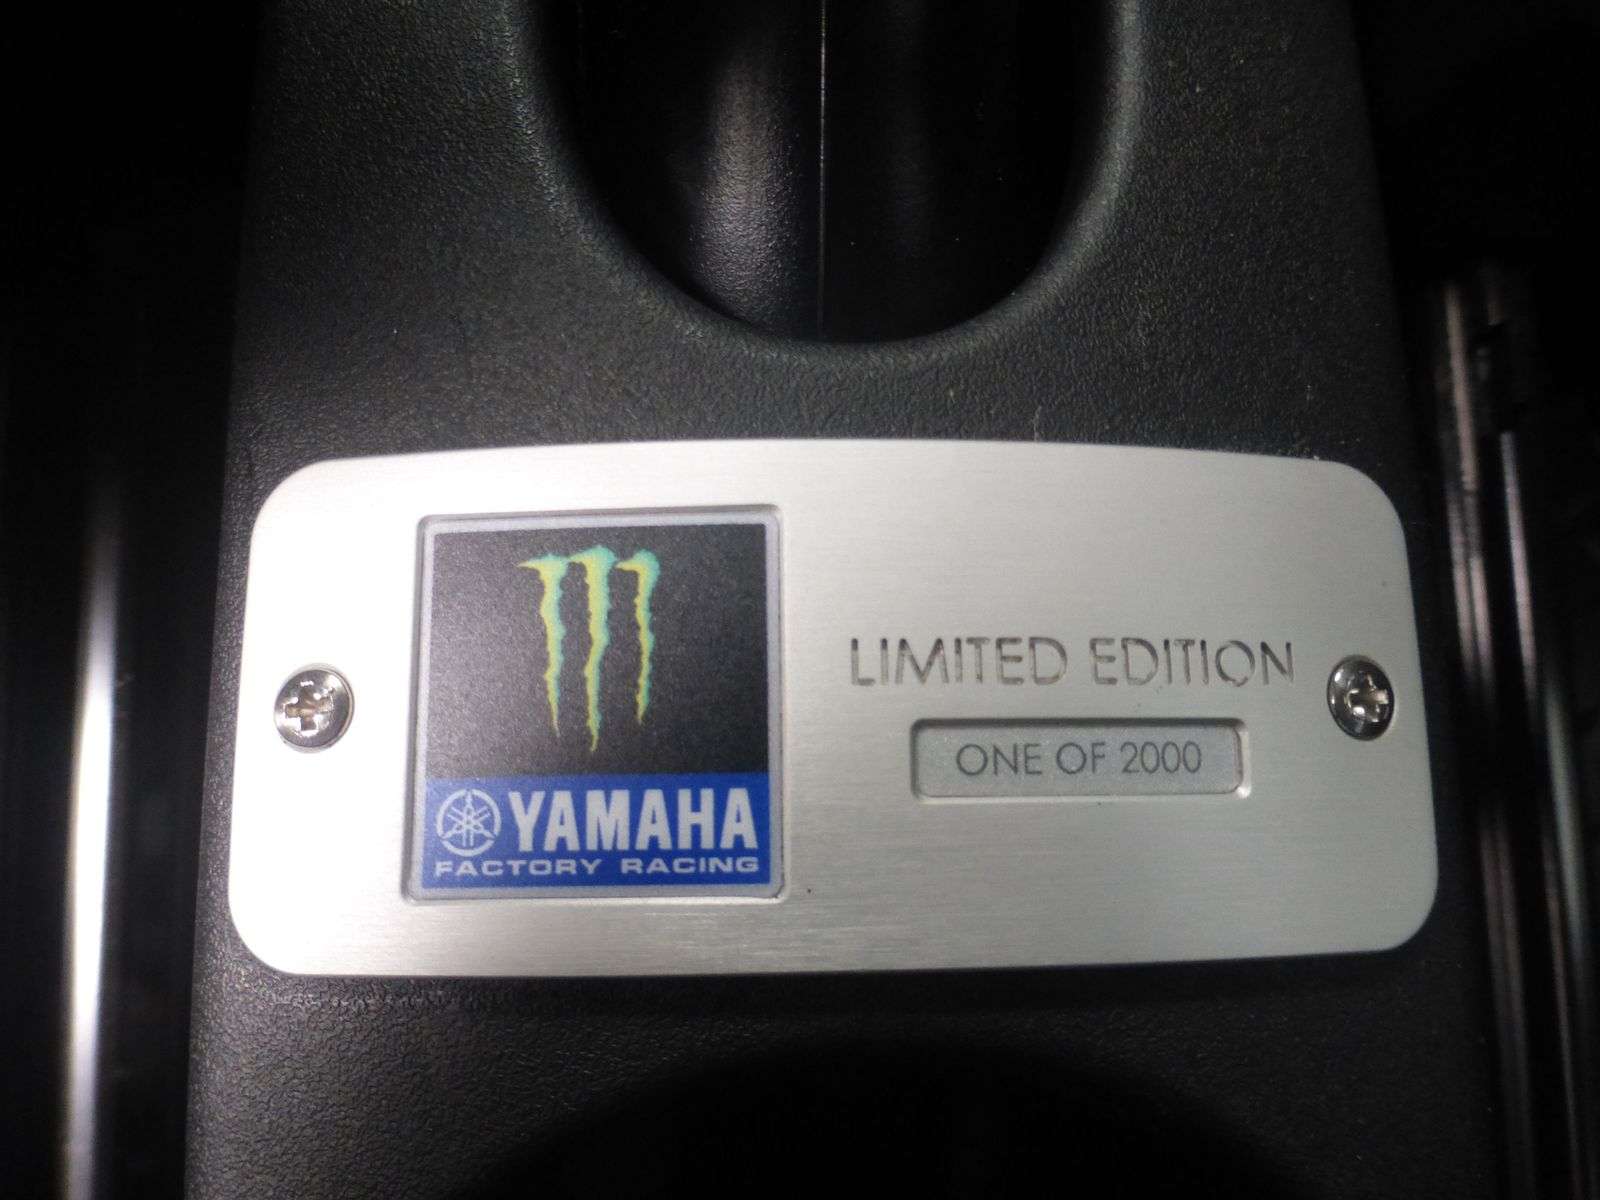 YAMAHA
FACTORY RACING
LIMITED EDITION
ONE OF 2000